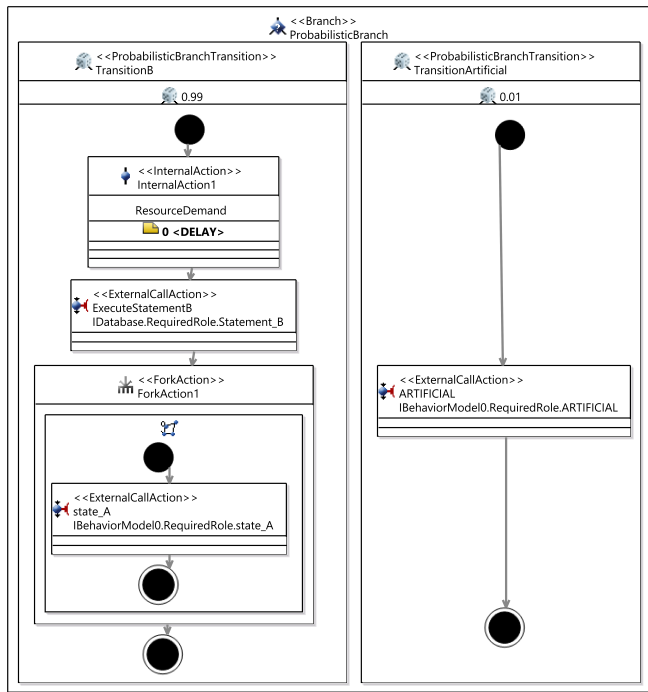 <<Branch>>
ProbabilisticBranch
<<ProbabilisticBranchTransition>>
TransitionB
0.99
<<InternalAction>>
InternalAction1
ResourceDemand
0 <DELAY>
<<ExternalCallAction>>
ExecuteStatementB
IDatabase.RequiredRole.Statement_B
<<ForkAction>>
ForkAction1
<<ExternalCallAction>>
state_A
IBehaviorModel0.RequiredRole.state_A
<<ProbabilisticBranchTransition>>
TransitionArtificial
0.01
<<ExternalCallAction>>
ARTIFICIAL
IBehaviorModel0.RequiredRole.ARTIFICIAL